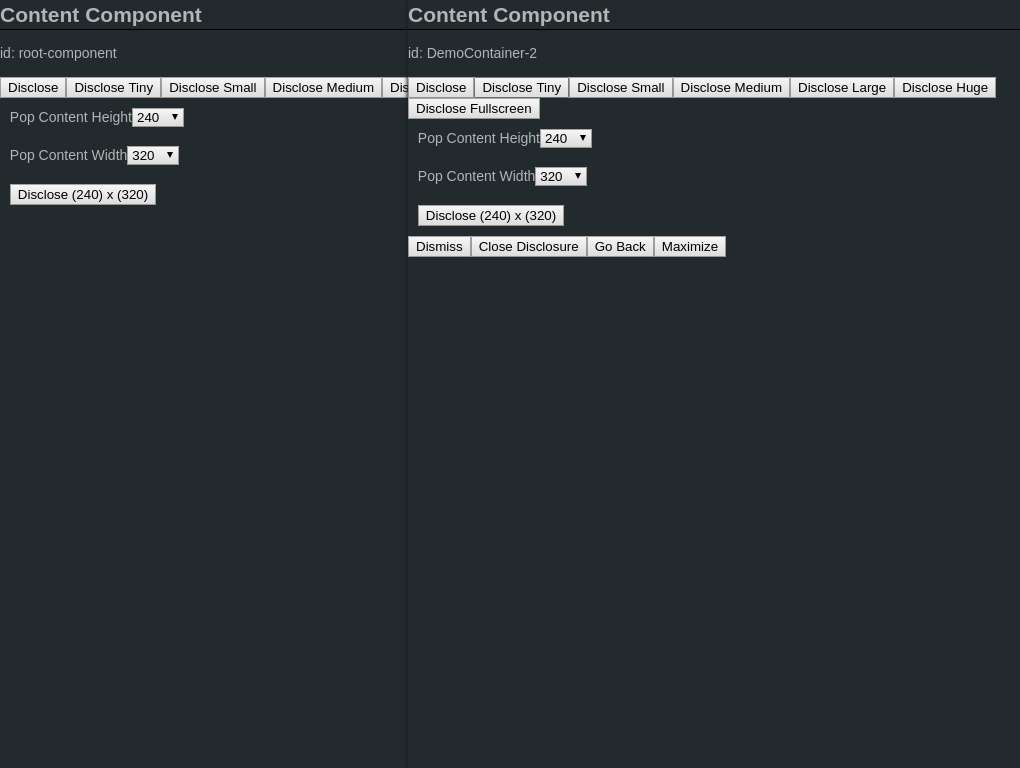 Content Component
id: root-component
Disclose Disclose Tiny Disclose Small Disclose Medium Dis
Pop Content Height 240
Pop Content Width 320
Disclose (240) x (320)
Content Component
id: DemoContainer-2
Disclose Disclose Tiny Disclose Small Disclose Medium Disclose Large Disclose Huge
Disclose Fullscreen
Pop Content Height 240
Pop Content Width 320
Disclose (240) x (320)
Dismiss Close Disclosure Go Back Maximize